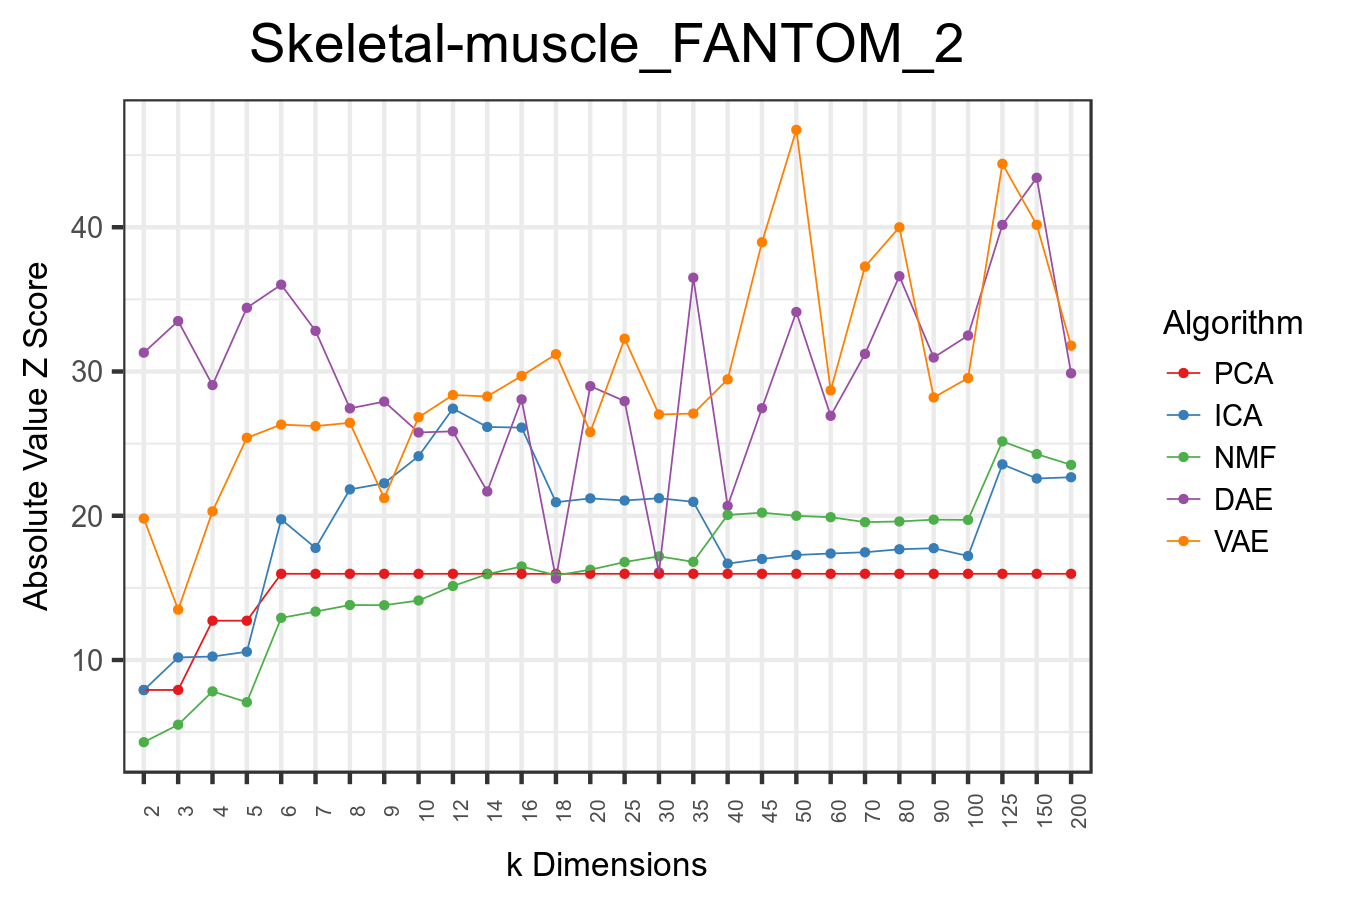 Skeletal-muscle_FANTOM_2
Absolute Value Z Score
40
30
20
10
2 3 4 5 6 7 8 9 10 12 14 16 18 20 25 30 35 40 45 50 60 70 80 90 100 125 150 200
k Dimensions
Algorithm
PCA
ICA
NMF
DAE
VAE